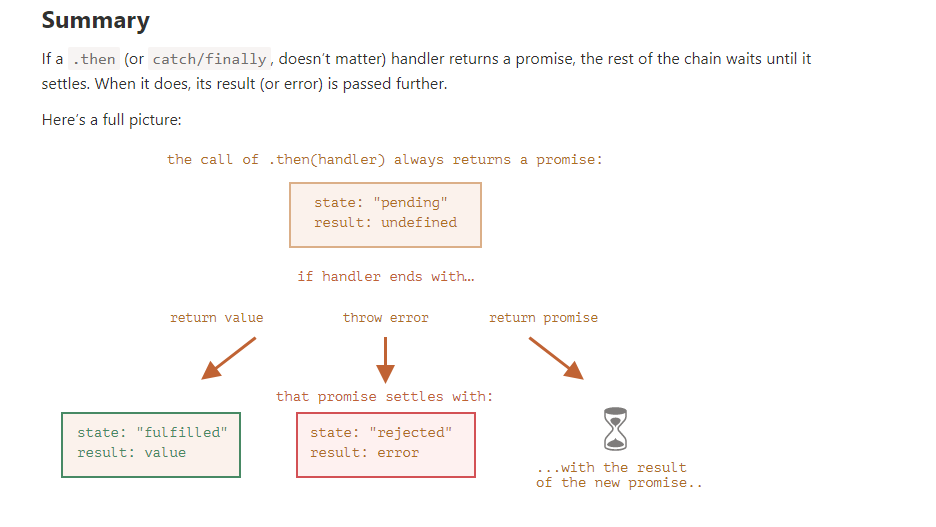 Summary
If a .then (or catch/finally, doesn’t matter) handler returns a promise, the rest of the chain waits until it
settles. When it does, its result (or error) is passed further.
Here’s a full picture:
the call of .then(handler) always returns a promise:
state: "pending"
result: undefined
if handler ends with…
return value throw error return promise
that promise settles with:
state: "fulfilled"
result: value
state: "rejected"
result: error
...with the result
of the new promise..